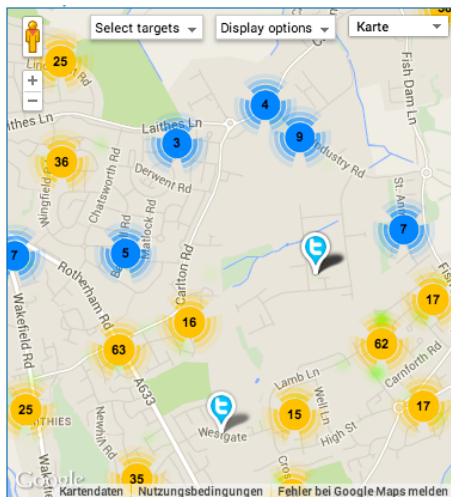 Select targets
Display options
Karte
25
4
Laithes Ln
3
9
Industry Rd
Fish Dam Ln
36
Derwent Rd
Wingfield Rd
Chatsworth Rd
Matlock Rd
Carlton Rd
St. Ann
7
7
5
Rotherham Rd
Wakefield Rd
17
16
63
62
A633
Carnforth Rd
Lamb Ln
25
15
17
Well Ln
High St
Westgate
35
Google
Kartendaten
Nutzungsbedingungen
Fehler bei Google Maps melden